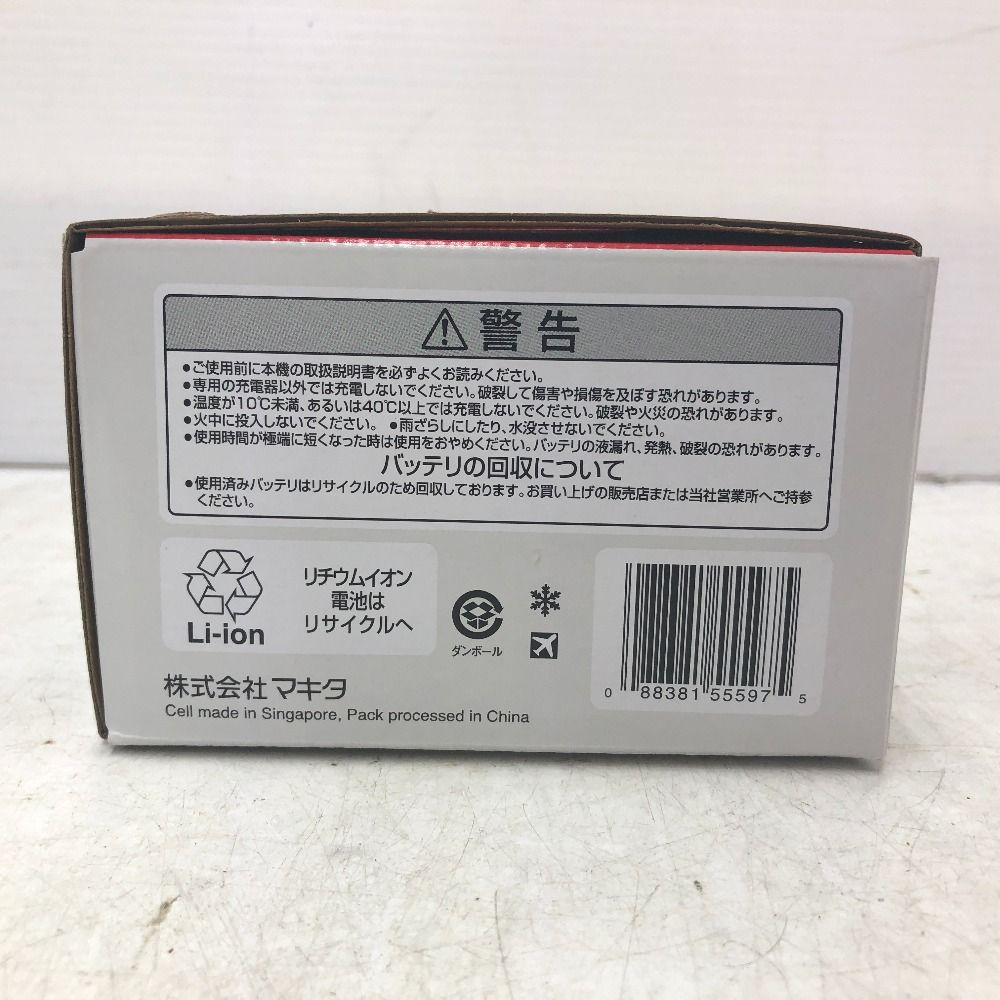 警告
●ご使用前に本機の取扱説明書を必ずよくお読みください。
●専用の充電器以外では充電しないでください。破裂して傷害や損傷を及ぼす恐れがあります。
●温度が10℃未満、あるいは40℃以上では充電しないでください。破裂や火災の恐れがあります。
●火中に投入しないください。 ●雨ざらしにしたり、水没させないでください。
●使用時間が極端に短くなった時は使用をおやめください。バッテリの液漏れ、発熱、破裂の恐れがあります。
バッテリの回収について
●使用済みバッテリはリサイクルのため回収しております。お買い上げの販売店または当社営業所へご持参
ください。
Li-ion
リチウムイオン
電池は
リサイクルへ
ダンボール
0 88381 55597 5
株式会社マキタ
Cell made in Singapore, Pack processed in China